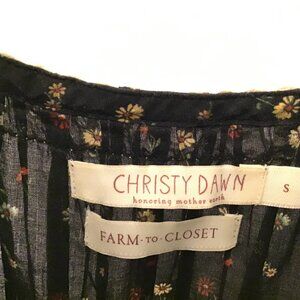 CHRISTY DAWN
honoring mother earth
S
FARM-TO-CLOSET